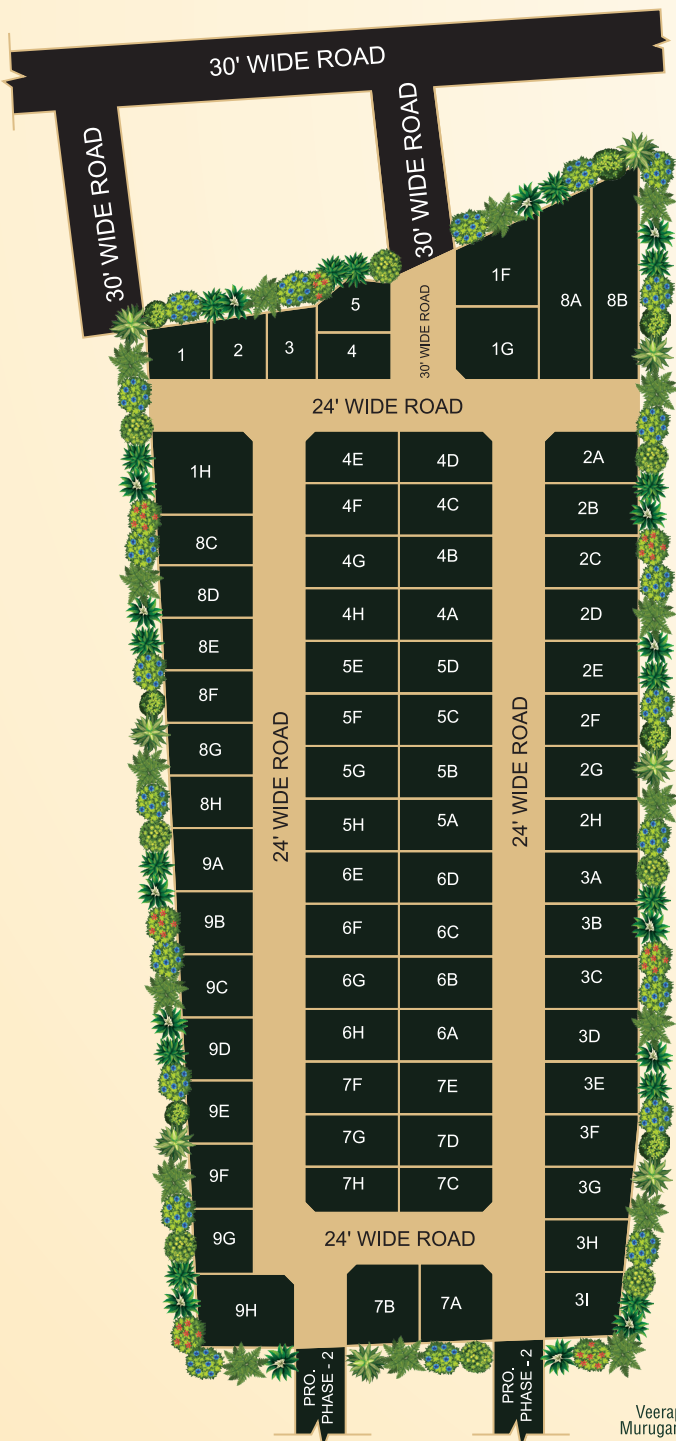 30' WIDE ROAD
30' WIDE ROAD
30' WIDE ROAD
30' WIDE ROAD
1
2
3
5
4
1F
1G
8A
8B
24' WIDE ROAD
1H
8C
8D
8E
8F
8G
8H
9A
9B
9C
9D
9E
9F
9G
9H
24' WIDE ROAD
4E
4D
4F
4C
4G
4B
4H
4A
5E
5D
5F
5C
5G
5B
5H
5A
6E
6D
6F
6C
6G
6B
6H
6A
7F
7E
7G
7D
7H
7C
24' WIDE ROAD
2A
2B
2C
2D
2E
2F
2G
2H
3A
3B
3C
3D
3E
3F
3G
3H
3I
24' WIDE ROAD
7B
7A
PRO.
PHASE - 2
PRO.
PHASE - 2